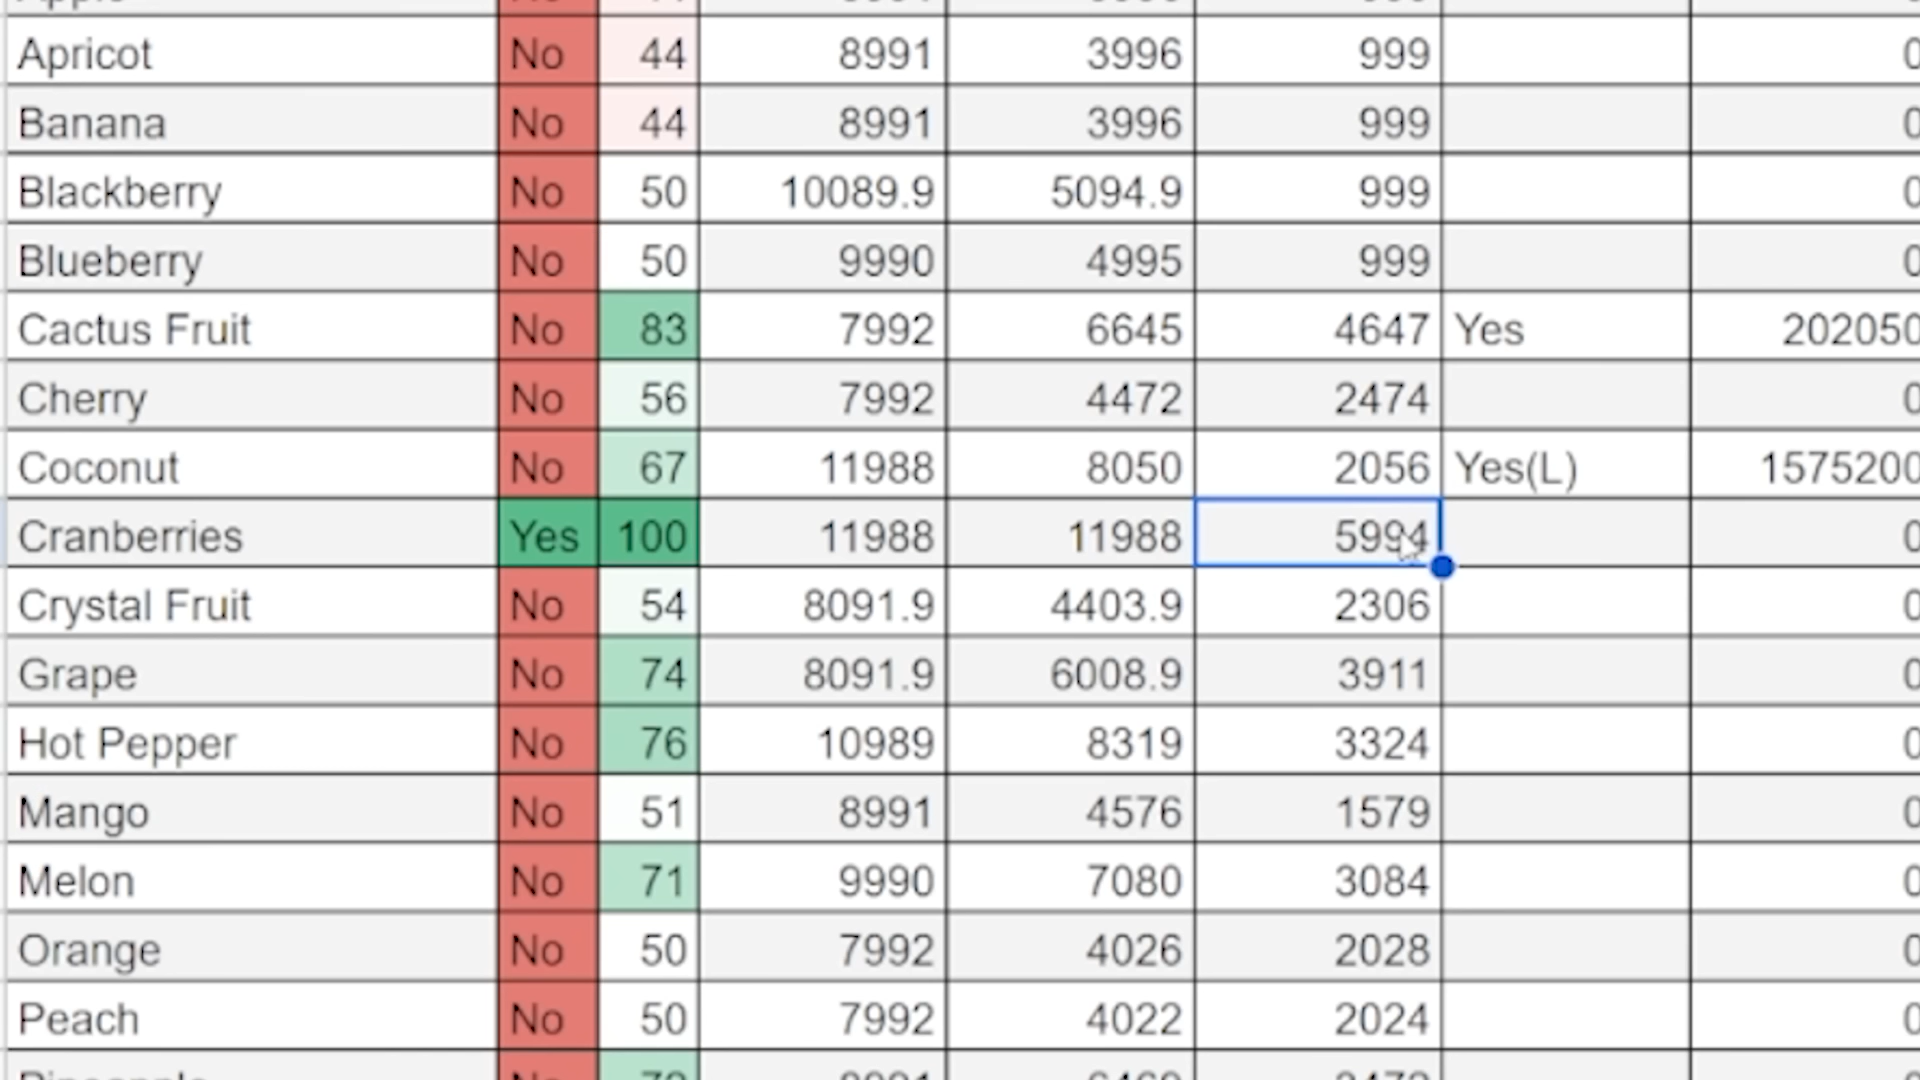 Apricot No 44 8991 3996 999 0
Banana No 44 8991 3996 999 0
Blackberry No 50 10089.9 5094.9 999 0
Blueberry No 50 9990 4995 999 0
Cactus Fruit No 83 7992 6645 4647 Yes 202050
Cherry No 56 7992 4472 2474 0
Coconut No 67 11988 8050 2056 Yes(L) 1575200
Cranberries Yes 100 11988 11988 5994 0
Crystal Fruit No 54 8091.9 4403.9 2306 0
Grape No 74 8091.9 6008.9 3911 0
Hot Pepper No 76 10989 8319 3324 0
Mango No 51 8991 4576 1579 0
Melon No 71 9990 7080 3084 0
Orange No 50 7992 4026 2028 0
Peach No 50 7992 4022 2024 0